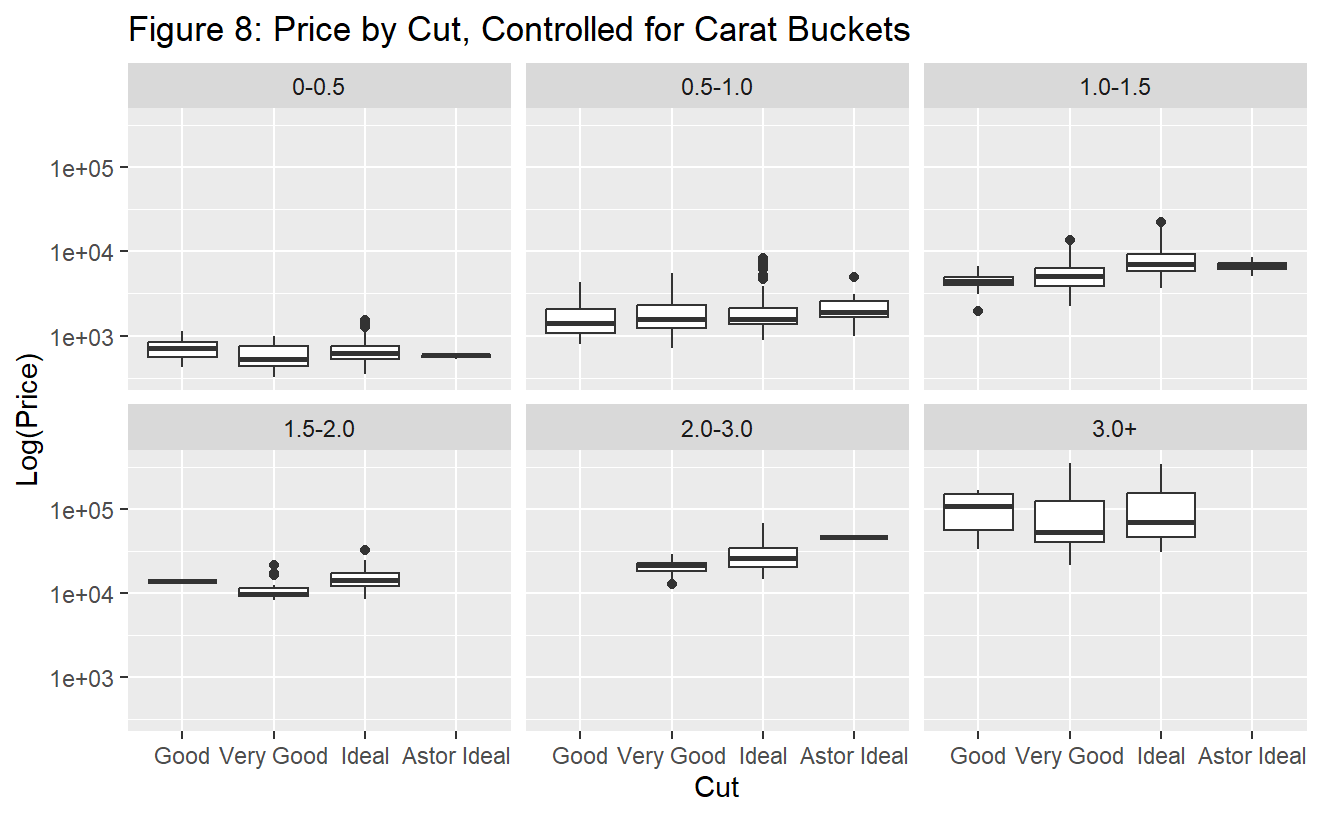 Figure 8: Price by Cut, Controlled for Carat Buckets
0-0.5 0.5-1.0 1.0-1.5
1e+05
1e+04
1e+03
Log(Price)
1.5-2.0 2.0-3.0 3.0+
1e+05
1e+04
1e+03
Good Very Good Ideal Astor Ideal Good Very Good Ideal Astor Ideal Good Very Good Ideal Astor Ideal
Cut